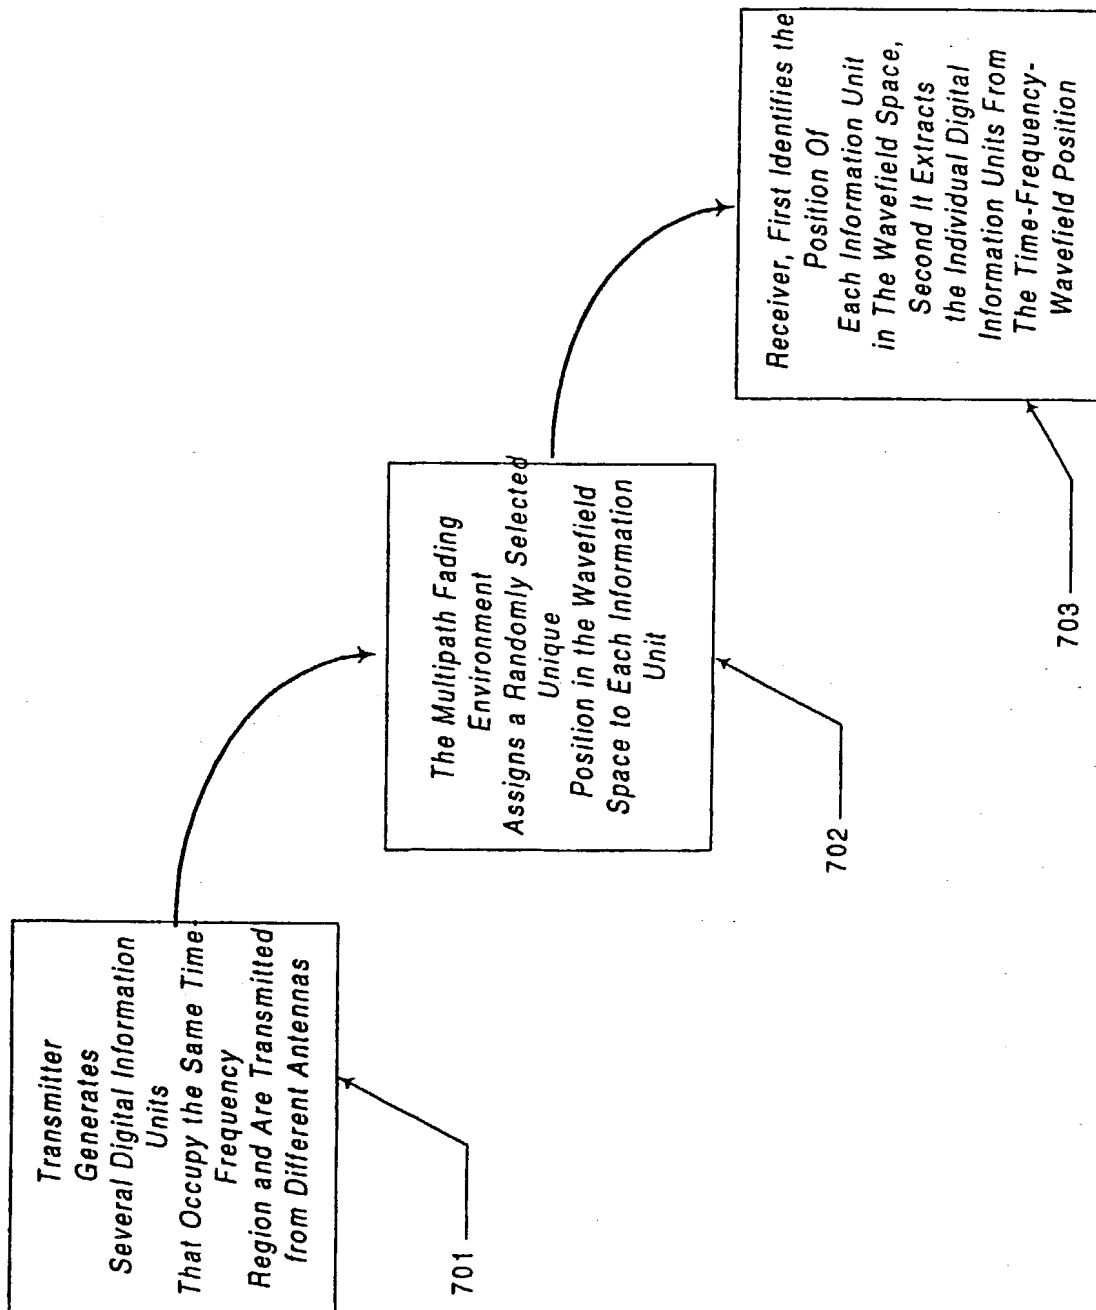 Transmitter
Generates
Several Digital Information
Units
That Occupy the Same Time
Frequency
Region and Are Transmitted
from Different Antennas
701
The Multipath Fading
Environment
Assigns a Randomly Selected
Unique
Position in the Wavefield
Space to Each Information
Unit
702
Receiver, First Identifies the
Position Of
Each Information Unit
in The Wavefield Space,
Second It Extracts
the Individual Digital
Information Units From
The Time-Frequency-
Wavefield Position
703